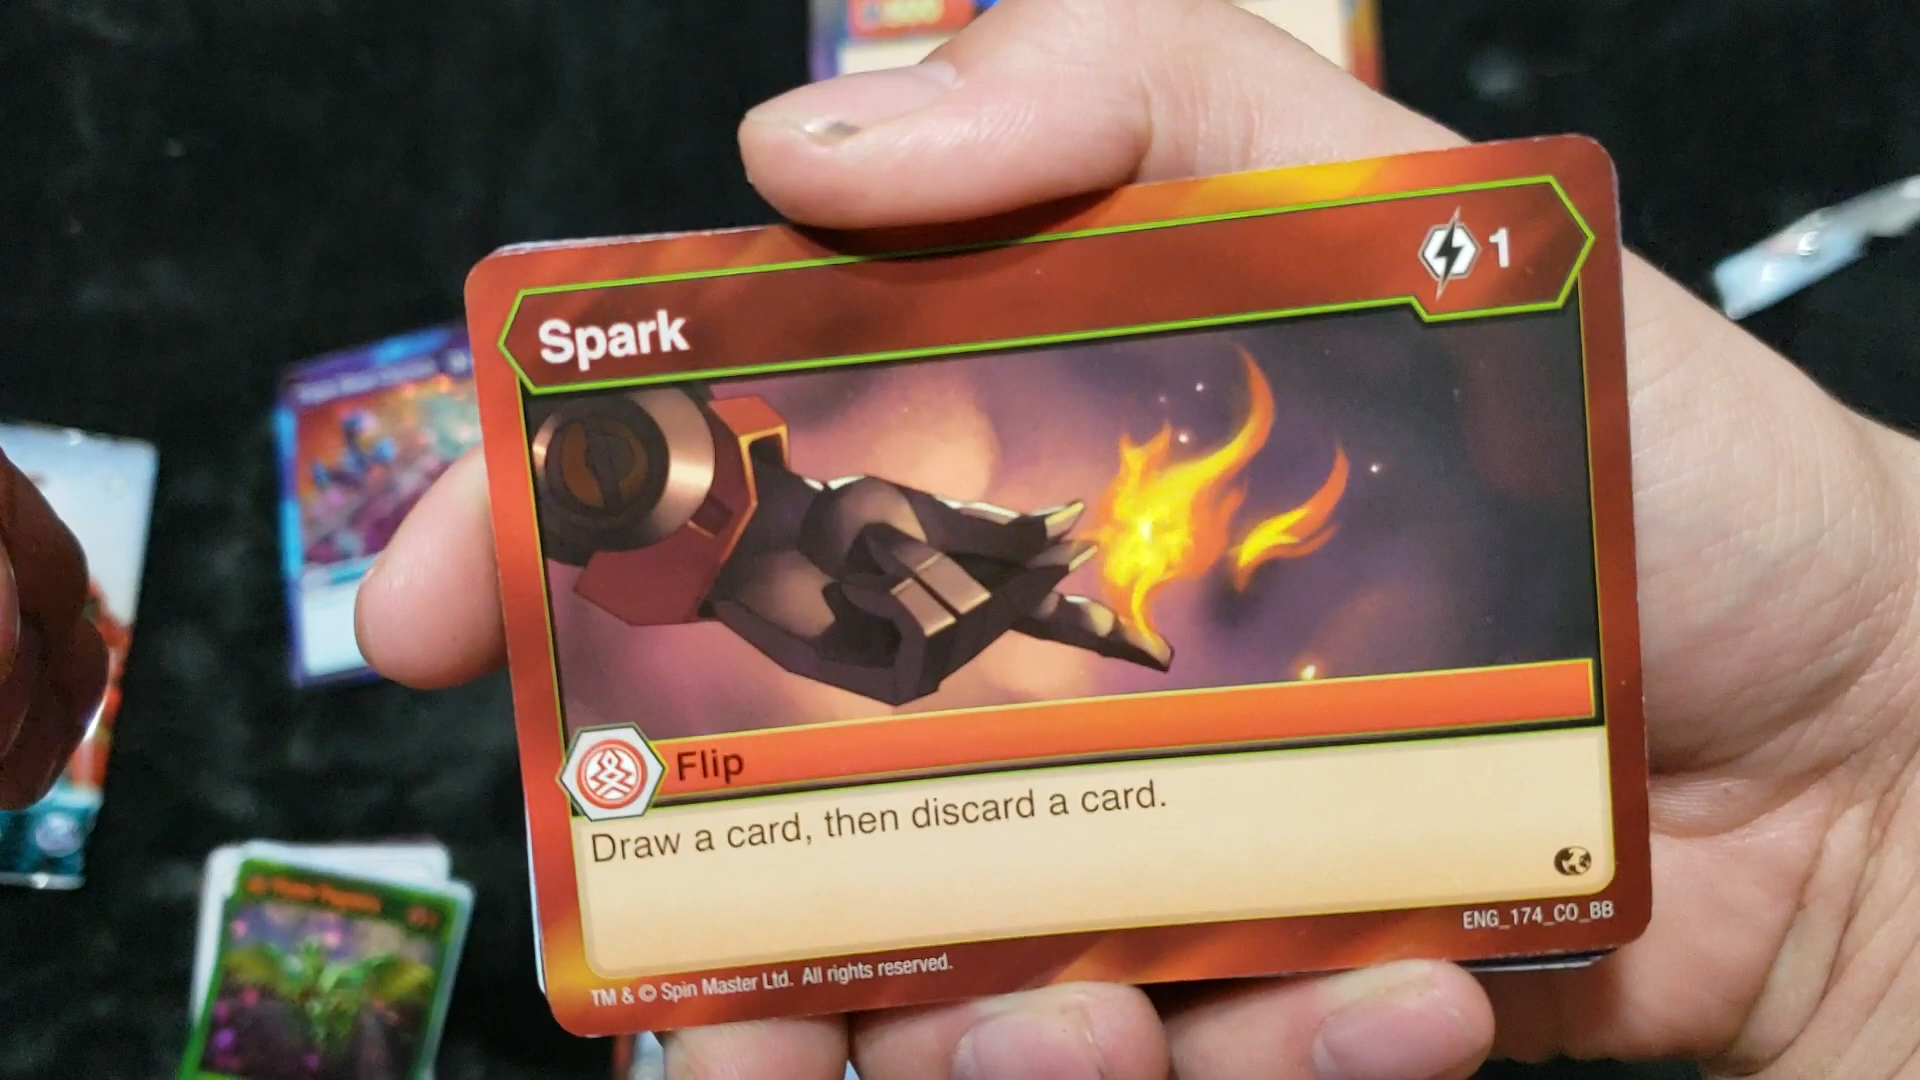 Spark
1
Flip
Draw a card, then discard a card.
ENG_174_CO_BB
TM & © Spin Master Ltd. All rights reserved.